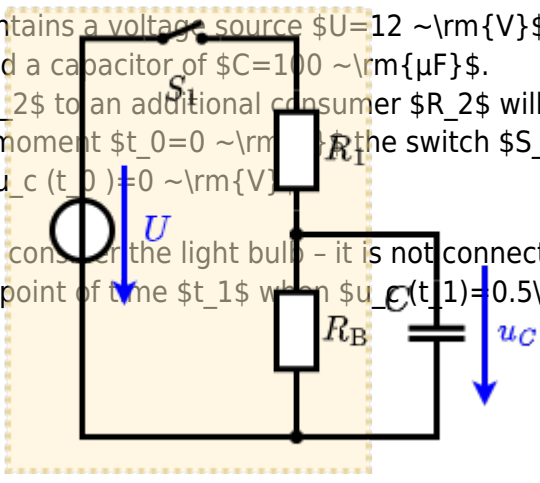 ntains a voltage source $U=12 ~\rm{V}$
d a capacitor of $C=100 ~\rm{µF}$.
S₁
_2$ to an additional consumer $R_2$ will
moment $t_0=0 ~\rm the switch $S_
R₁
u_c (t_0 )=0 ~\rm{V}
U
consider the light bulb – it is not connect
point of time $t_1$ when $u_c (t_1)=0.5\
C
R_B
u_C